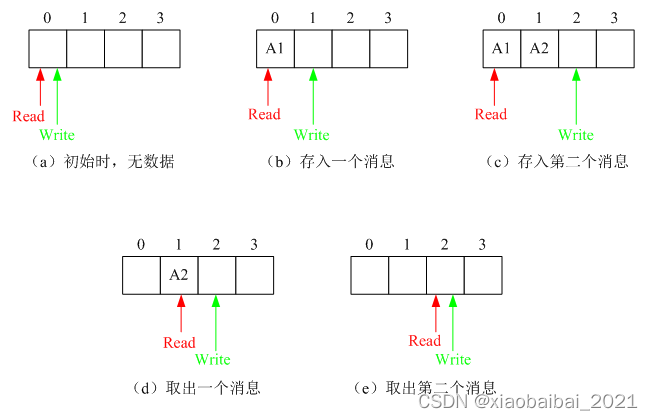 0 1 2 3
Read
Write
（a）初始时，无数据
0 1 2 3
A1
Read
Write
（b）存入一个消息
0 1 2 3
A1 A2
Read
Write
（c）存入第二个消息
0 1 2 3
A2
Read
Write
（d）取出一个消息
0 1 2 3
Read
Write
（e）取出第二个消息
CSDN @xiaobaibai_2021